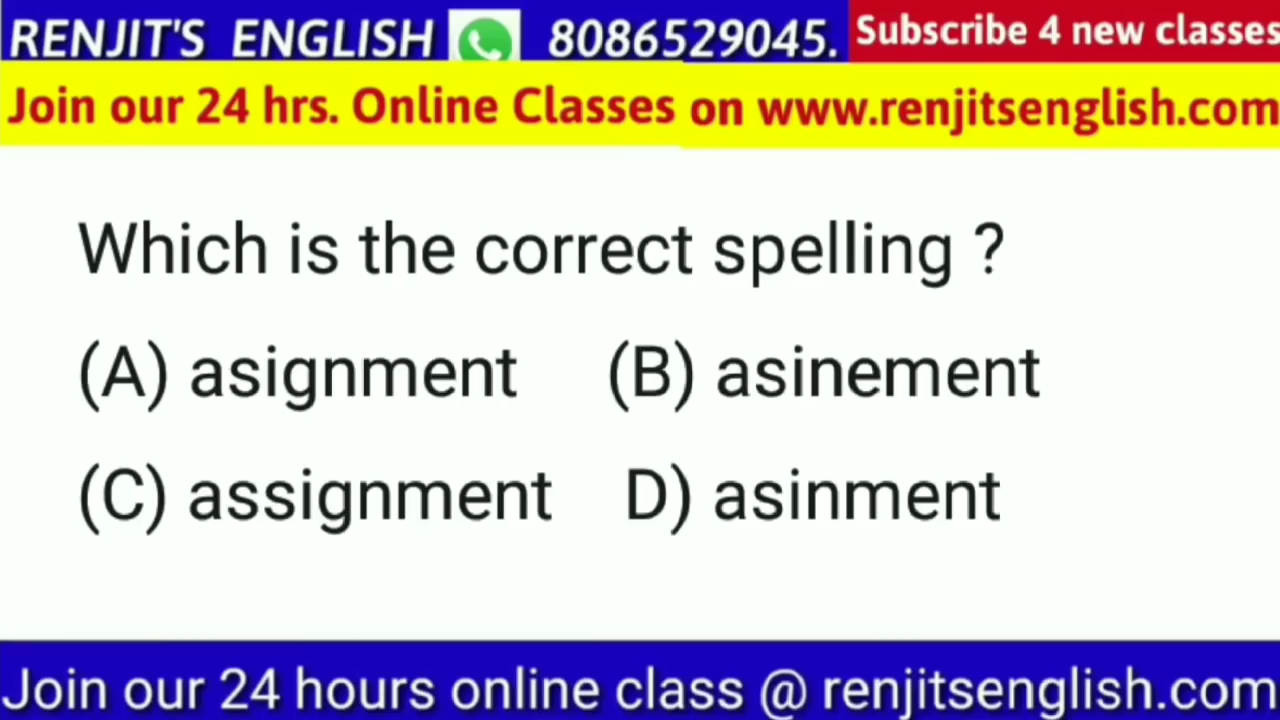 RENJIT'S ENGLISH 8086529045. Subscribe 4 new classes
Join our 24 hrs. Online Classes on www.renjitsenglish.com
Which is the correct spelling ?
(A) asignment (B) asinement
(C) assignment D) asinment
Join our 24 hours online class @ renjitsenglish.com